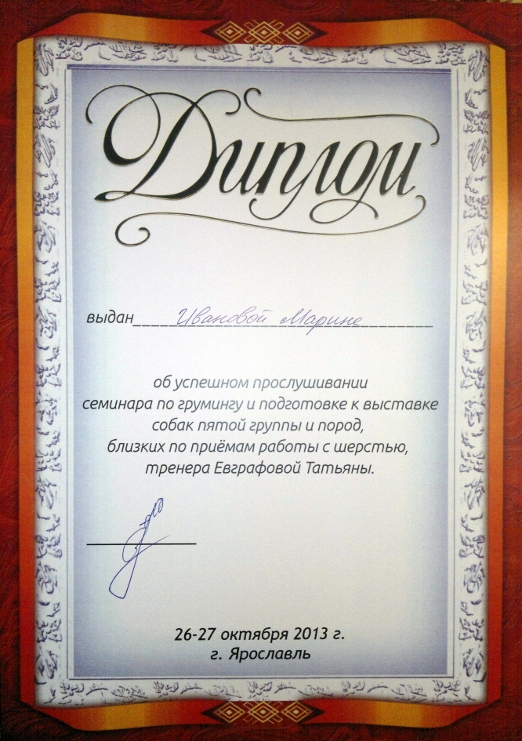 Диплом
выдан Ивановой Марине
об успешном прослушивании
семинара по грумингу и подготовке к выставке
собак пятой группы и пород,
близких по приёмам работы с шерстью,
тренера Евграфовой Татьяны.
26-27 октября 2013 г.
г. Ярославль